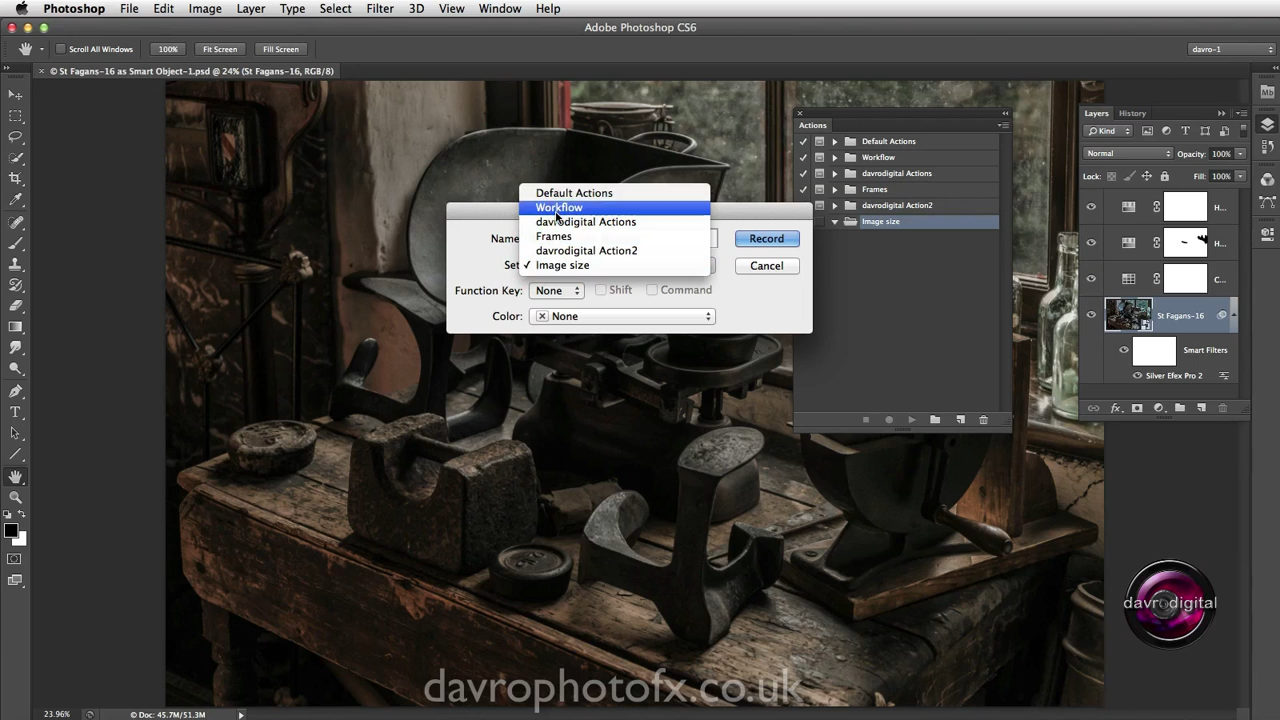 Photoshop File Edit Image Layer Type Select Filter 3D View Window Help
Adobe Photoshop CS6
Scroll All Windows 100% Fit Screen Fill Screen davro-1
© St Fagans-16 as Smart Object-1.psd @ 24% (St Fagans-16, RGB/8)
Mb
Actions
Default Actions
Workflow
davrodigital Actions
Frames
davrodigital Action2
Image size
Layers History
Kind
Normal Opacity: 100%
Lock: Fill: 100%
H...
H...
C...
St Fagans-16
Smart Filters
Silver Efex Pro 2
fx
Default Actions
Workflow
davrodigital Actions
Frames
davrodigital Action2
✓ Image size
Name
Set
Record
Cancel
Function Key: None Shift Command
Color: None
davrodigital
davrophotofx.co.uk
23.96% © Doc: 45.7M/51.3M